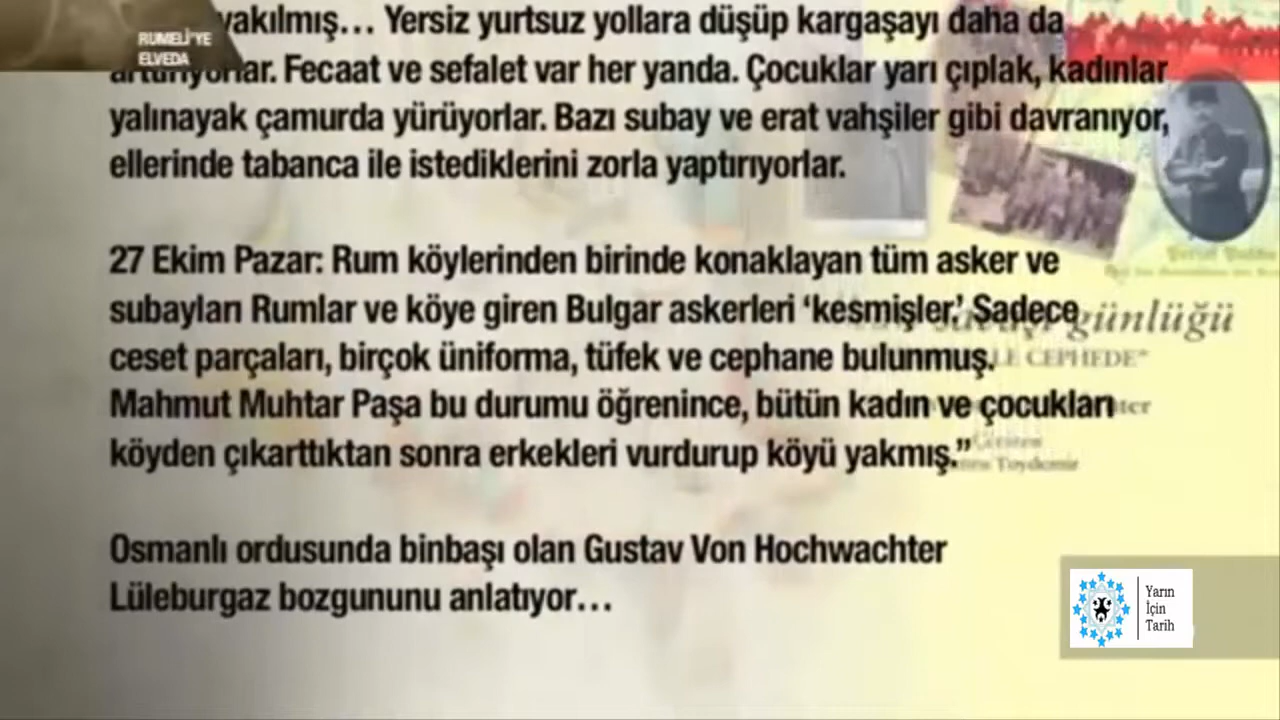 RUMELİ'YE
ELVEDA
yakılmış… Yersiz yurtsuz yollara düşüp kargaşayı daha da
artırıyorlar. Fecaat ve sefalet var her yanda. Çocuklar yarı çıplak, kadınlar
yalınayak çamurda yürüyorlar. Bazı subay ve erat vahşiler gibi davranıyor,
ellerinde tabanca ile istediklerini zorla yaptırıyorlar.
27 Ekim Pazar: Rum köylerinden birinde konaklayan tüm asker ve
subayları Rumlar ve köye giren Bulgar askerleri ‘kesmişler.’ Sadece
ceset parçaları, birçok üniforma, tüfek ve cephane bulunmuş.
Mahmut Muhtar Paşa bu durumu öğrenince, bütün kadın ve çocukları
köyden çıkarttıktan sonra erkekleri vurdurup köyü yakmış.”
günlüğü
CEPHEDE"
Osmanlı ordusunda binbaşı olan Gustav Von Hochwachter
Lüleburgaz bozgununu anlatıyor…
Yarın
İçin
Tarih